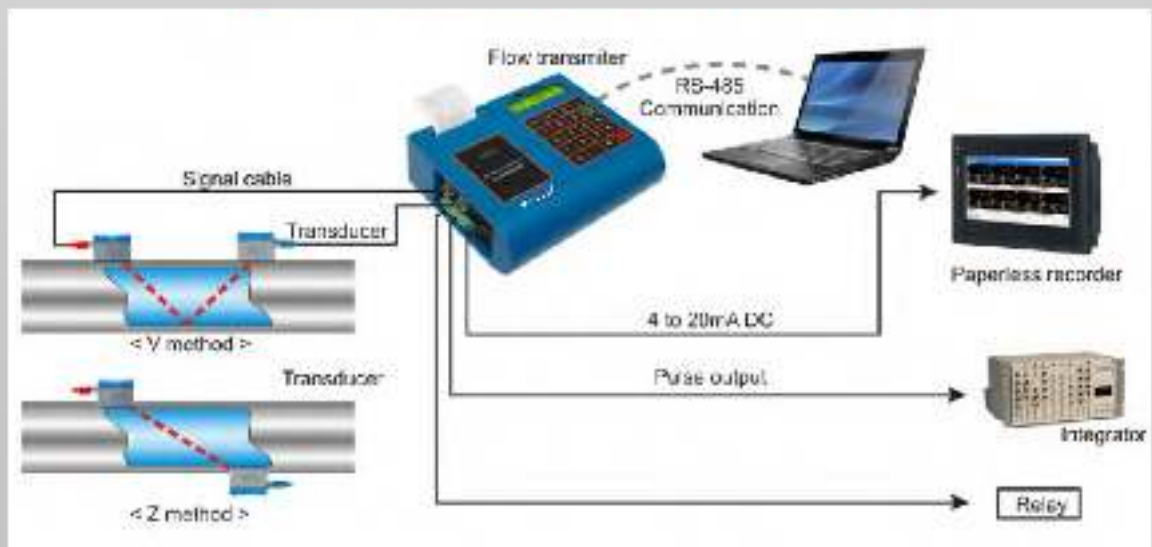 Flow transmiter
RS-485
Communication
Signal cable
Transducer
Paperless recorder
4 to 20mA DC
< V method >
Transducer
Pulse output
Integrator
< Z method >
Relay